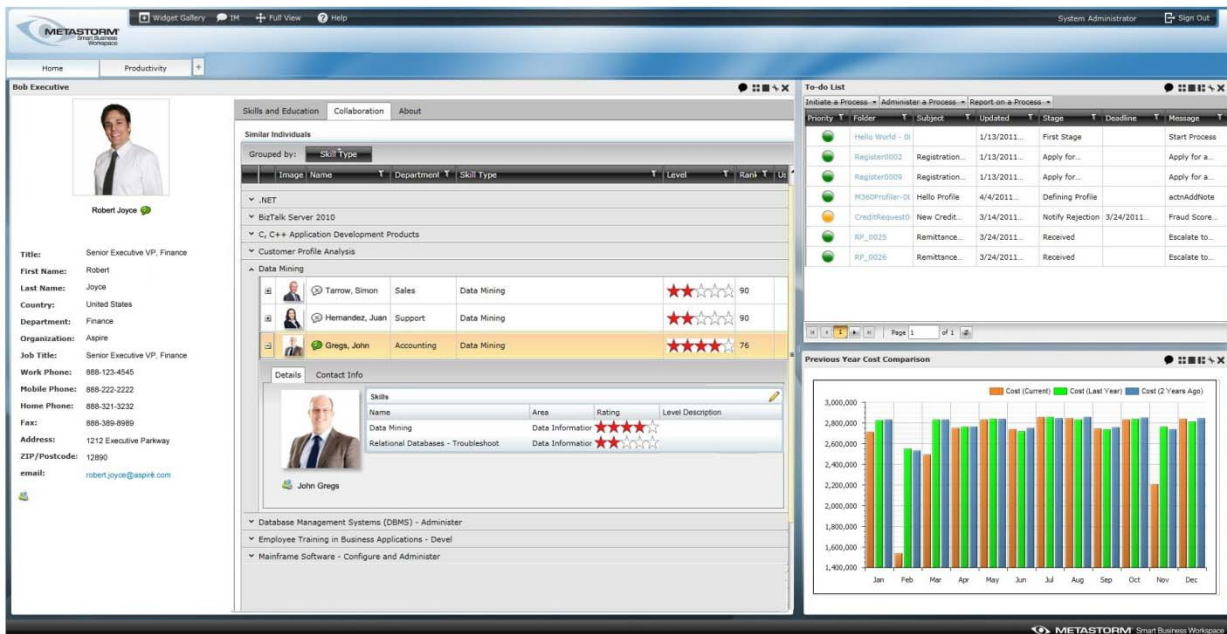 METASTORM
Smart Business
Workspace
Widget Gallery IM Full View Help
System Administrator Sign Out
Home Productivity +
Bob Executive
Robert Joyce
Title: Senior Executive VP, Finance
First Name: Robert
Last Name: Joyce
Country: United States
Department: Finance
Organization: Aspire
Job Title: Senior Executive VP, Finance
Work Phone: 888-123-4545
Mobile Phone: 888-222-2222
Home Phone: 888-321-3232
Fax: 888-389-8989
Address: 1212 Executive Parkway
ZIP/Postcode: 12890
email: robert.joyce@aspire.com
Skills and Education Collaboration About
Similar Individuals
Grouped by: Skill Type
Image Name Department Skill Type Level Rank
.NET
BizTalk Server 2010
C, C++ Application Development Products
Customer Profile Analysis
Data Mining
Tarrow, Simon Sales Data Mining 90
Hernandez, Juan Support Data Mining 90
Gregs, John Accounting Data Mining 76
Details Contact Info
Skills
Name Area Rating Level Description
Data Mining Data Information
Relational Databases - Troubleshoot Data Information
John Gregs
Database Management Systems (DBMS) - Administer
Employee Training in Business Applications - Devel
Mainframe Software - Configure and Administer
To-do List
Initiate a Process Administer a Process Report on a Process
Priority Folder Subject Updated Stage Deadline Message
Hello World - 1/13/2011... First Stage Start Process
Register0002 Registration... 1/13/2011... Apply for... Apply for a...
Register0009 Registration... 1/13/2011... Apply for... Apply for a...
M360Profiler- Hello Profile 4/4/2011... Defining Profile actnAddNote
CreditRequest New Credit... 3/14/2011... Notify Rejection 3/24/2011... Fraud Score...
RP_0025 Remittance... 3/24/2011... Received Escalate to...
RP_0026 Remittance... 3/24/2011... Received Escalate to...
1 Page 1 of 1
Previous Year Cost Comparison
Cost (Current) Cost (Last Year) Cost (2 Years Ago)
3,000,000
2,800,000
2,600,000
2,400,000
2,200,000
2,000,000
1,800,000
1,600,000
1,400,000
Jan Feb Mar Apr May Jun Jul Aug Sep Oct Nov Dec
METASTORM Smart Business Workspace